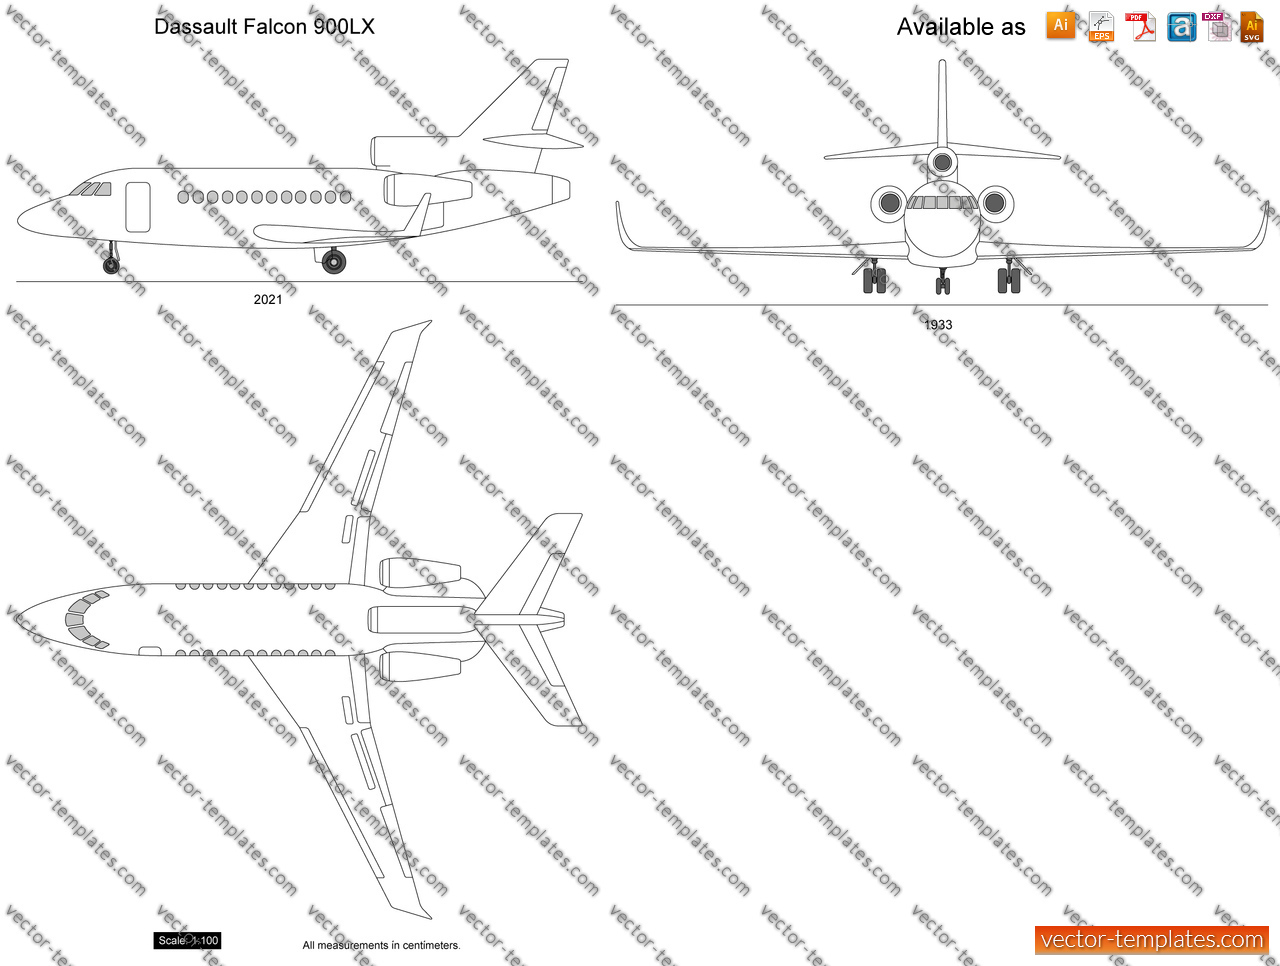 Dassault Falcon 900LX
Available as
Ai
EPS
PDF
a
DXF
Ai
SVG
2021
1933
Scale: 1:100
All measurements in centimeters.
vector-templates.com